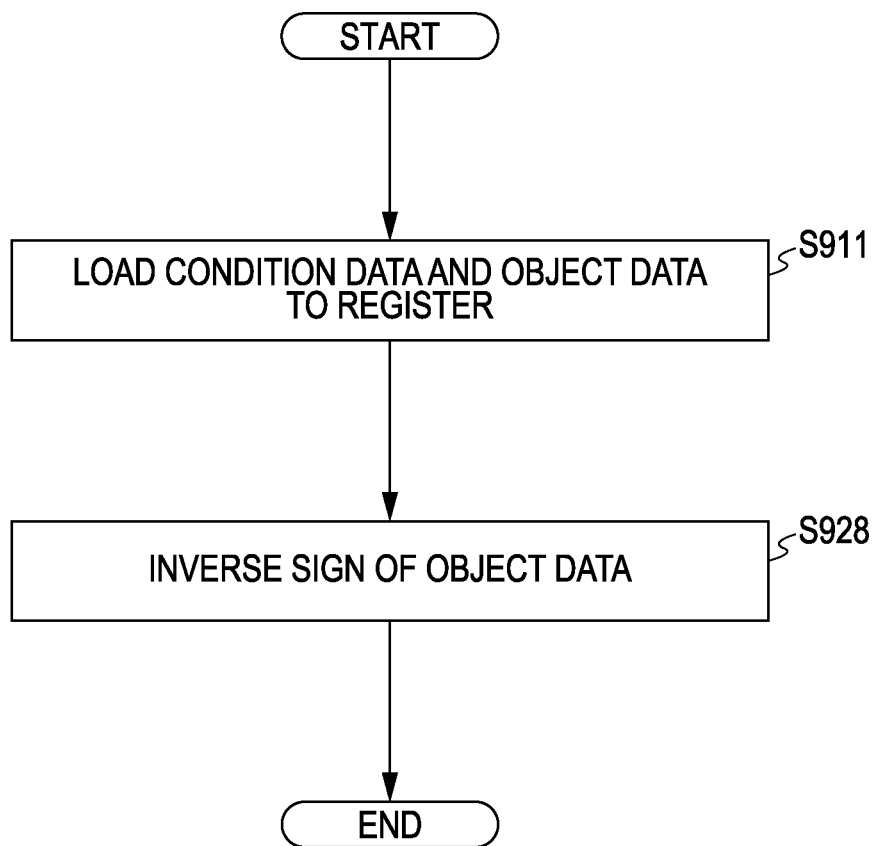 START
LOAD CONDITION DATA AND OBJECT DATA
TO REGISTER
S911
INVERSE SIGN OF OBJECT DATA
S928
END